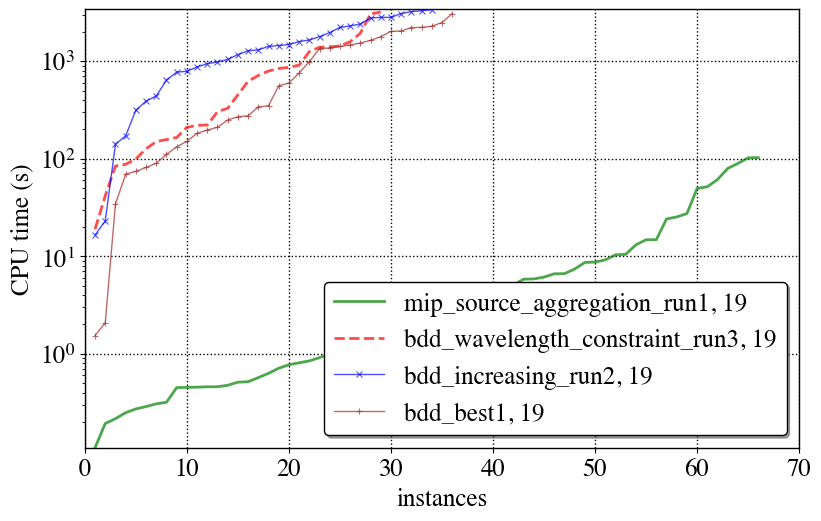 CPU time (s)
10³
10²
10¹
10⁰
mip_source_aggregation_run1, 19
bdd_wavelength_constraint_run3, 19
bdd_increasing_run2, 19
bdd_best1, 19
0 10 20 30 40 50 60 70
instances